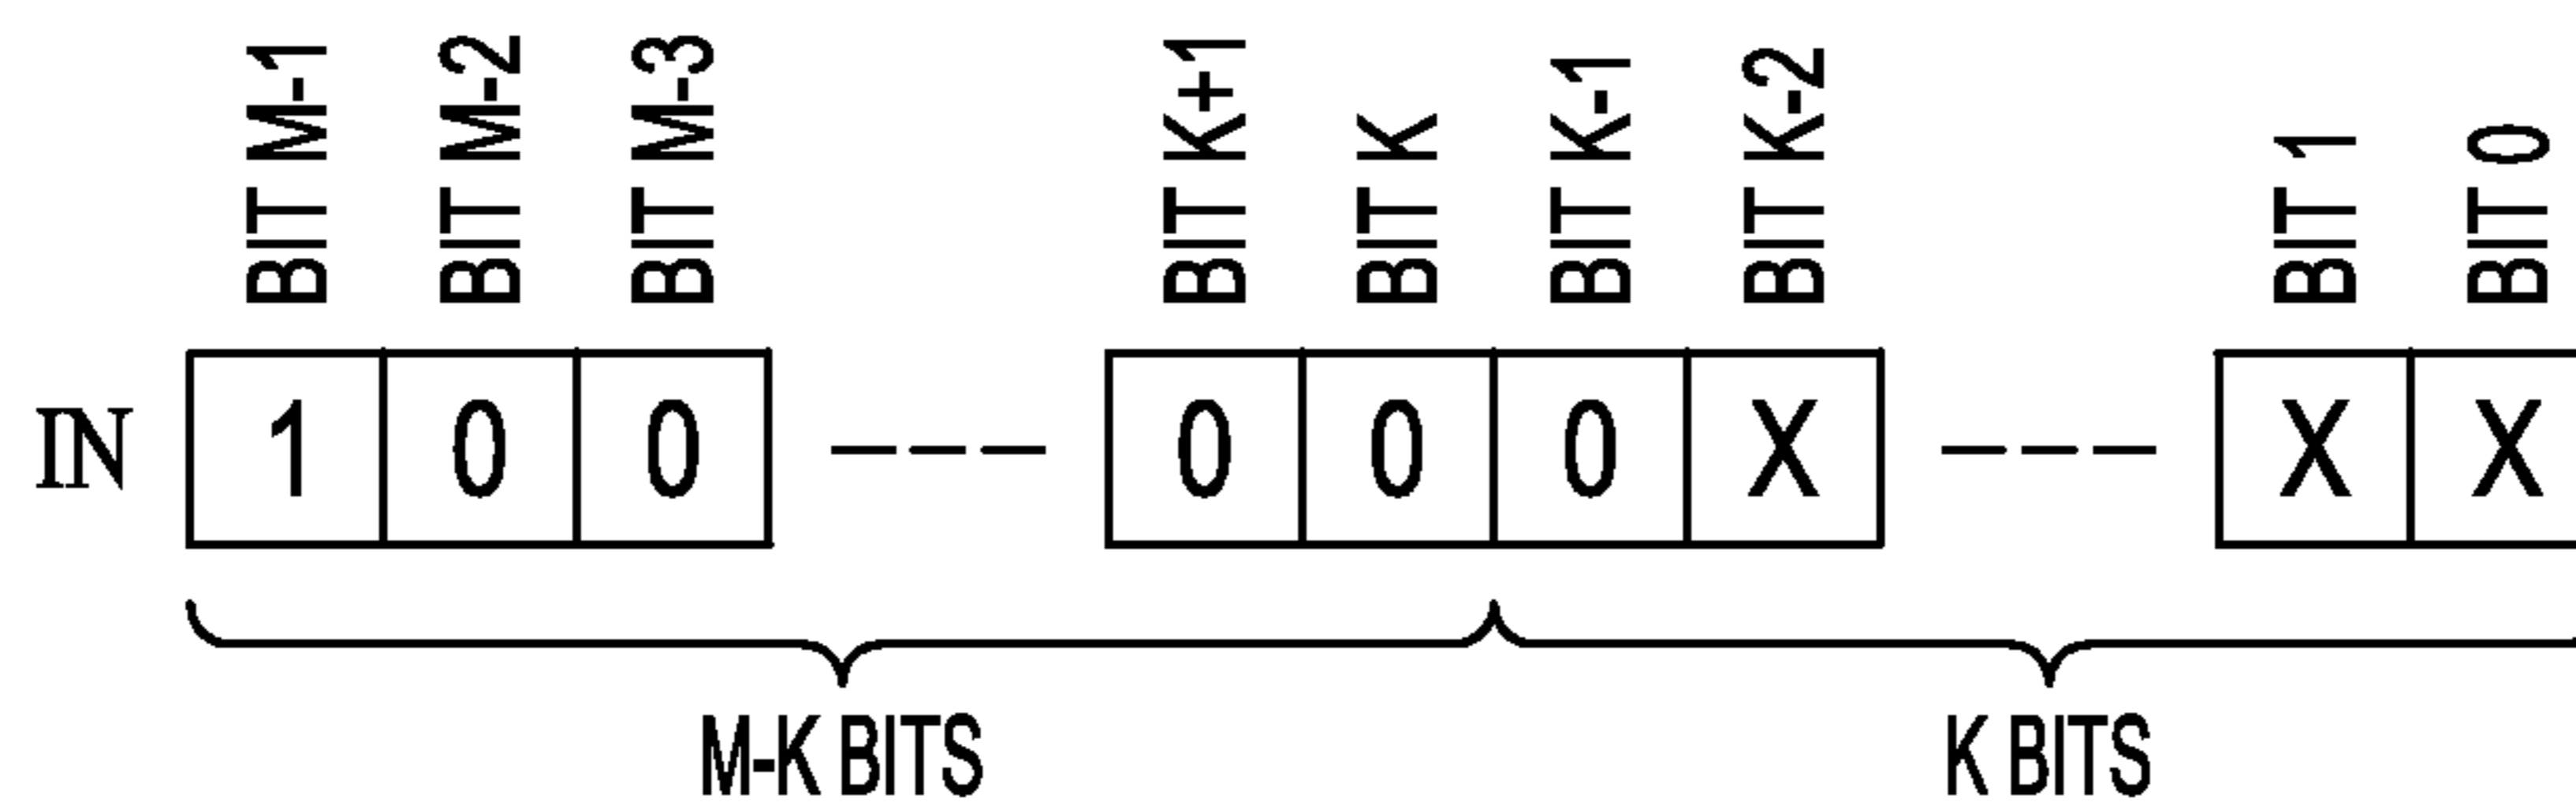 BIT M-1 BIT M-2 BIT M-3 BIT K+1 BIT K BIT K-1 BIT K-2 BIT 1 BIT 0
IN 1 0 0 --- 0 0 0 X --- X X
M-K BITS K BITS